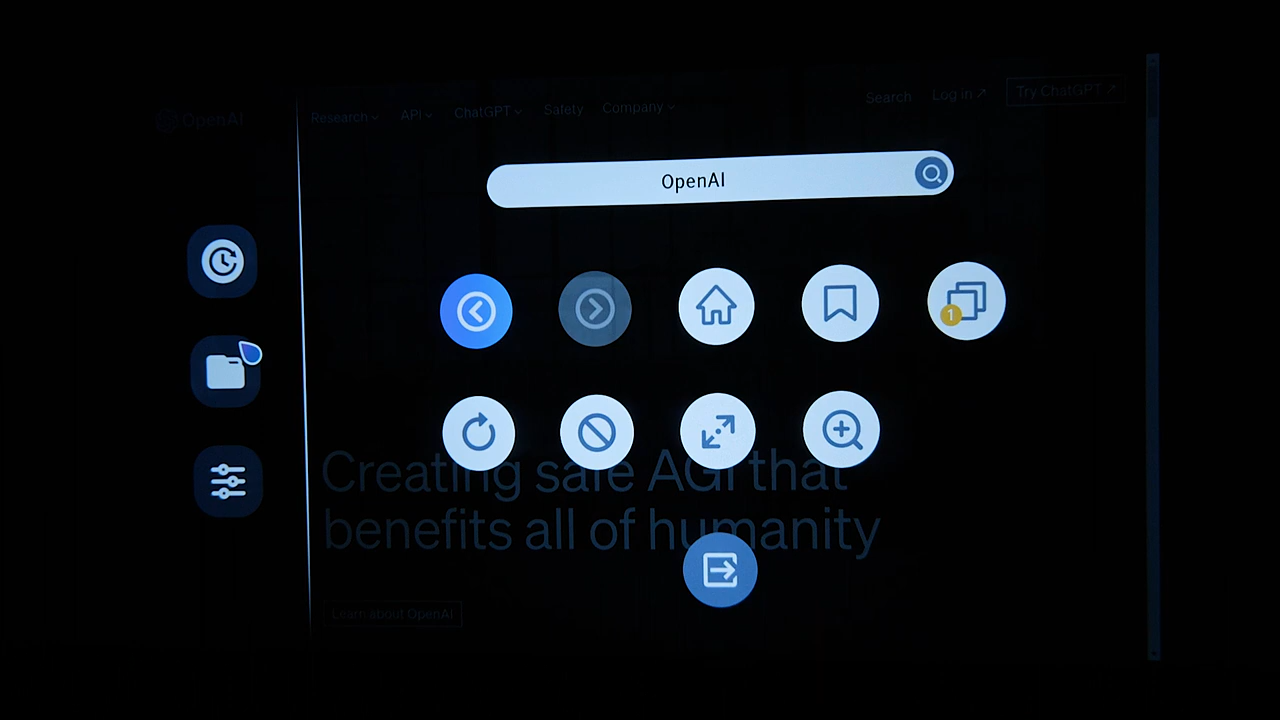 OpenAI
Research API ChatGPT Safety Company Search Log in ↗ Try ChatGPT ↗
OpenAI
1
Creating safe AGI that
benefits all of humanity
Learn about OpenAI